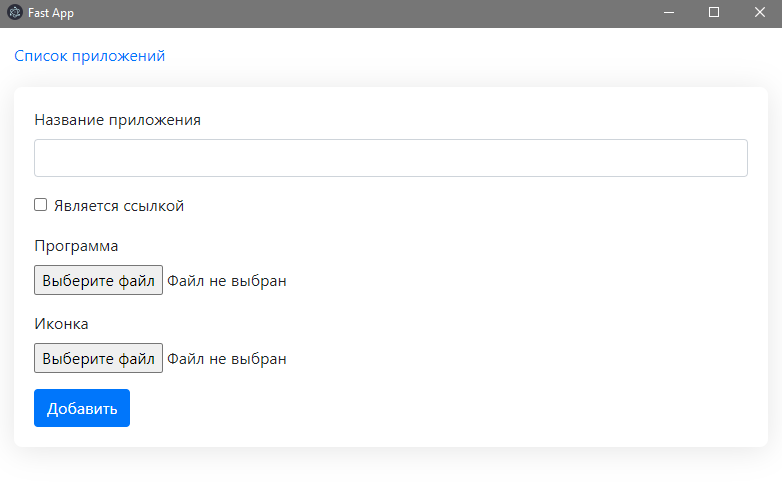 Fast App
Список приложений
Название приложения
Является ссылкой
Программа
Выберите файл Файл не выбран
Иконка
Выберите файл Файл не выбран
Добавить